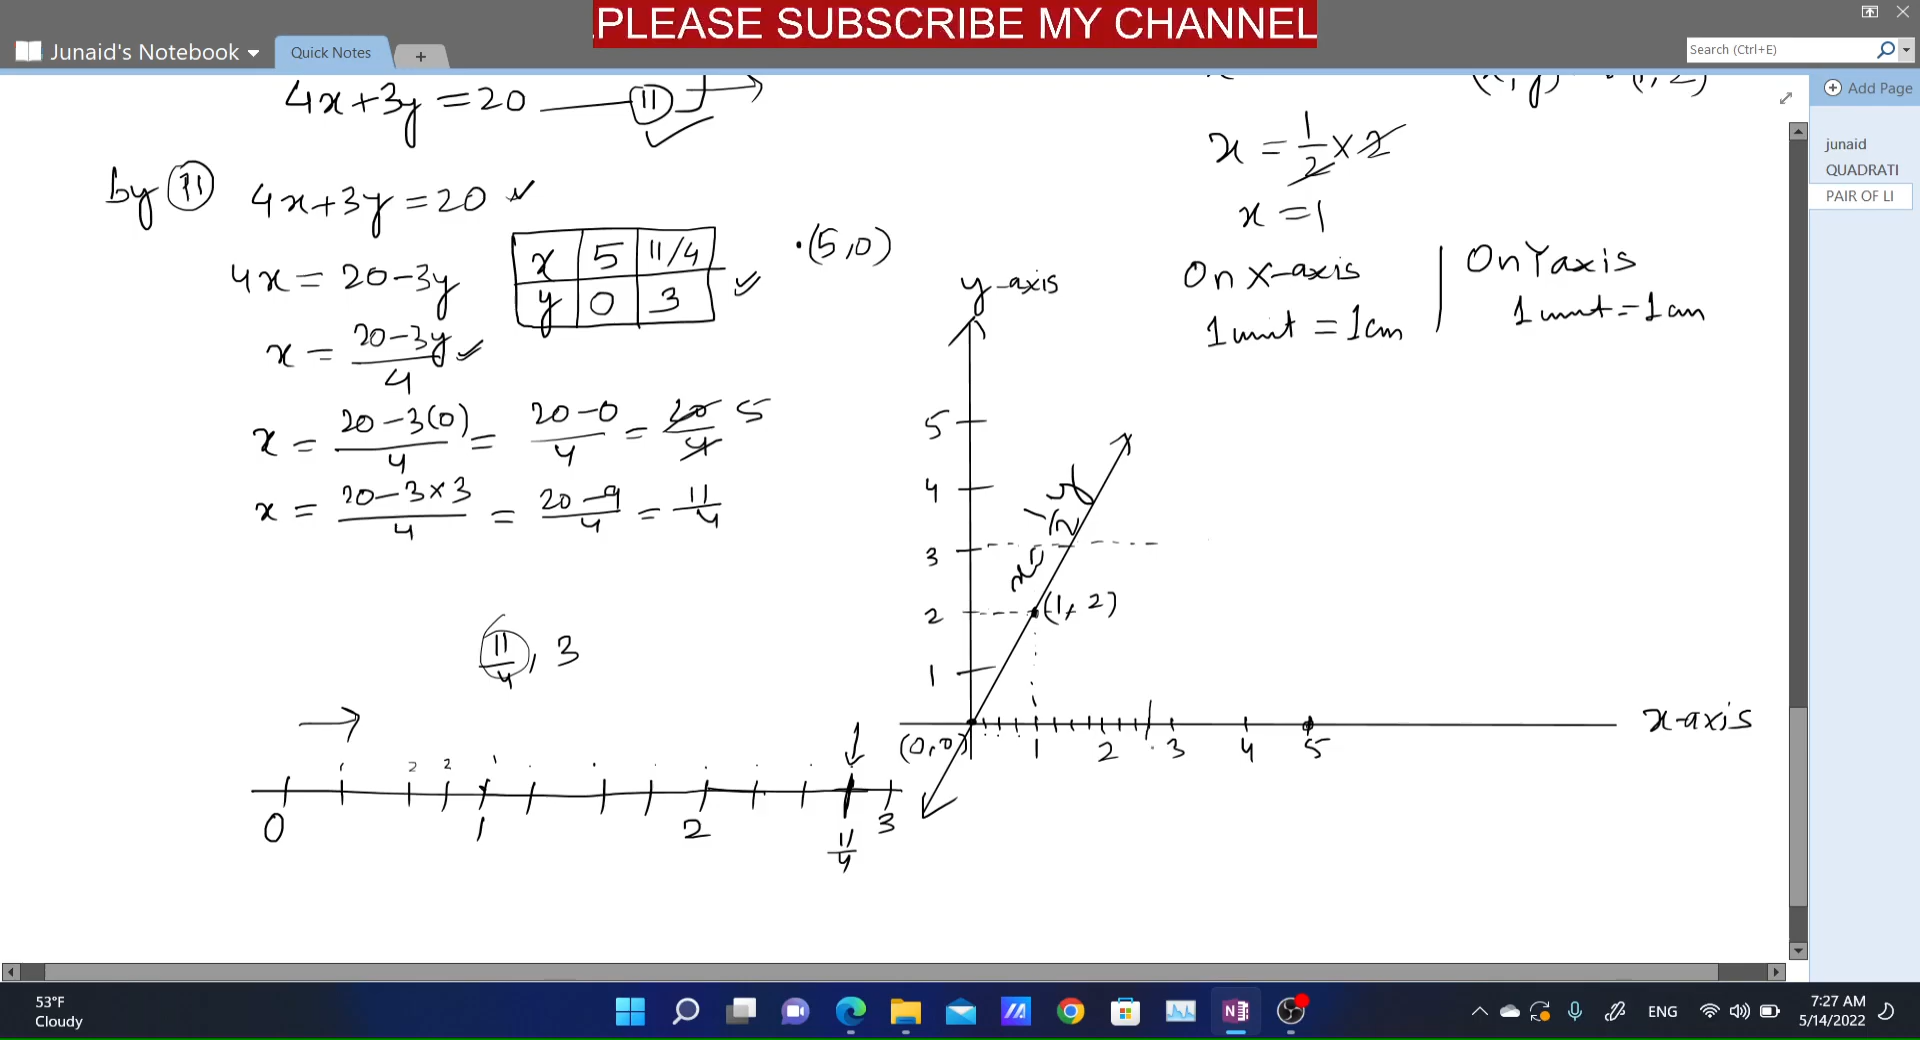 PLEASE SUBSCRIBE MY CHANNEL
Junaid's Notebook
Quick Notes
+
Search (Ctrl+E)
Add Page
junaid
QUADRATI
PAIR OF LI
4x+3y=20 — II
by II 4x+3y=20
4x = 20-3y
x = 20-3y/4
x 5 11/4
y 0 3
(5,0)
x = 20-3(0)/4 = 20-0/4 = 20/4 5
x = 20-3×3/4 = 20-9/4 = 11/4
11/4, 3
0 1 2 11/4 3
x = 1/2 × 2
x = 1
On X-axis
1 unit = 1cm
On Y axis
1 unit = 1cm
y-axis
5
4
3
2
1
(1, 2)
(0,0) 1 2 3 4 5
x-axis
53°F
Cloudy
ENG
7:27 AM
5/14/2022